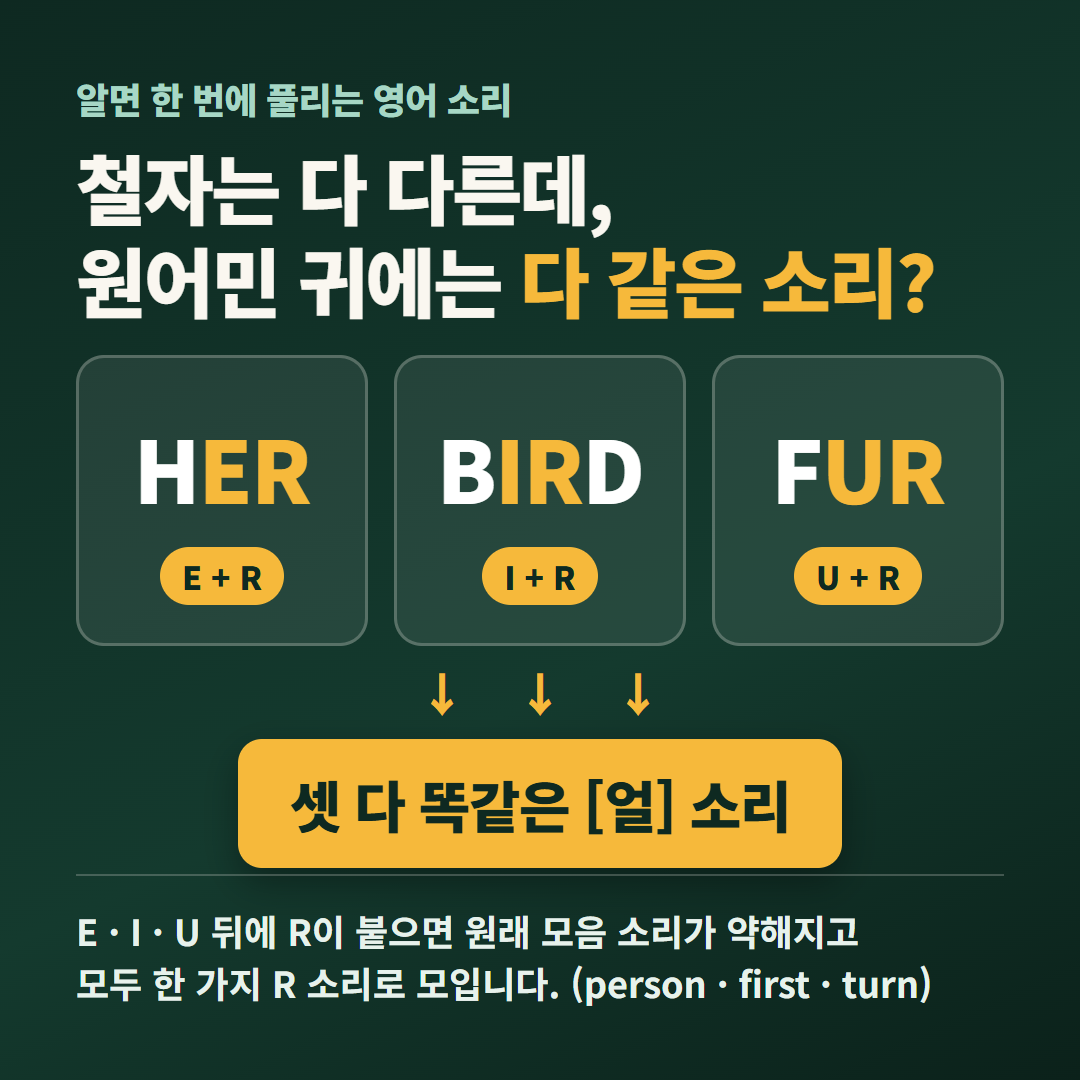 알면 한 번에 풀리는 영어 소리
철자는 다 다른데,
원어민 귀에는 다 같은 소리?
HER
BIRD
FUR
E + R
I + R
U + R
↓ ↓ ↓
셋 다 똑같은 [얼] 소리
E · I · U 뒤에 R이 붙으면 원래 모음 소리가 약해지고
모두 한 가지 R 소리로 모입니다. (person · first · turn)